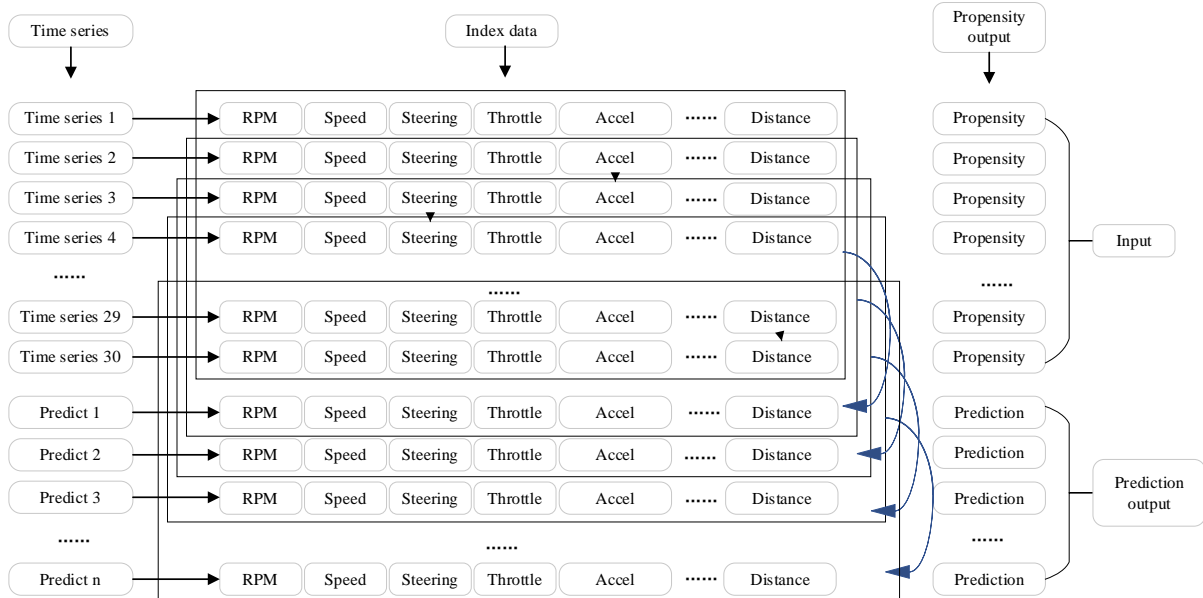 Time series
Index data
Propensity
output
Time series 1 RPM Speed Steering Throttle Accel ...... Distance Propensity
Time series 2 RPM Speed Steering Throttle Accel ...... Distance Propensity
Time series 3 RPM Speed Steering Throttle Accel ...... Distance Propensity
Time series 4 RPM Speed Steering Throttle Accel ...... Distance Propensity
Input
...... ...... ......
Time series 29 RPM Speed Steering Throttle Accel ...... Distance Propensity
Time series 30 RPM Speed Steering Throttle Accel ...... Distance Propensity
Predict 1 RPM Speed Steering Throttle Accel ...... Distance Prediction
Predict 2 RPM Speed Steering Throttle Accel ...... Distance Prediction
Predict 3 RPM Speed Steering Throttle Accel ...... Distance Prediction
Prediction
output
...... ...... ......
Predict n RPM Speed Steering Throttle Accel ...... Distance Prediction